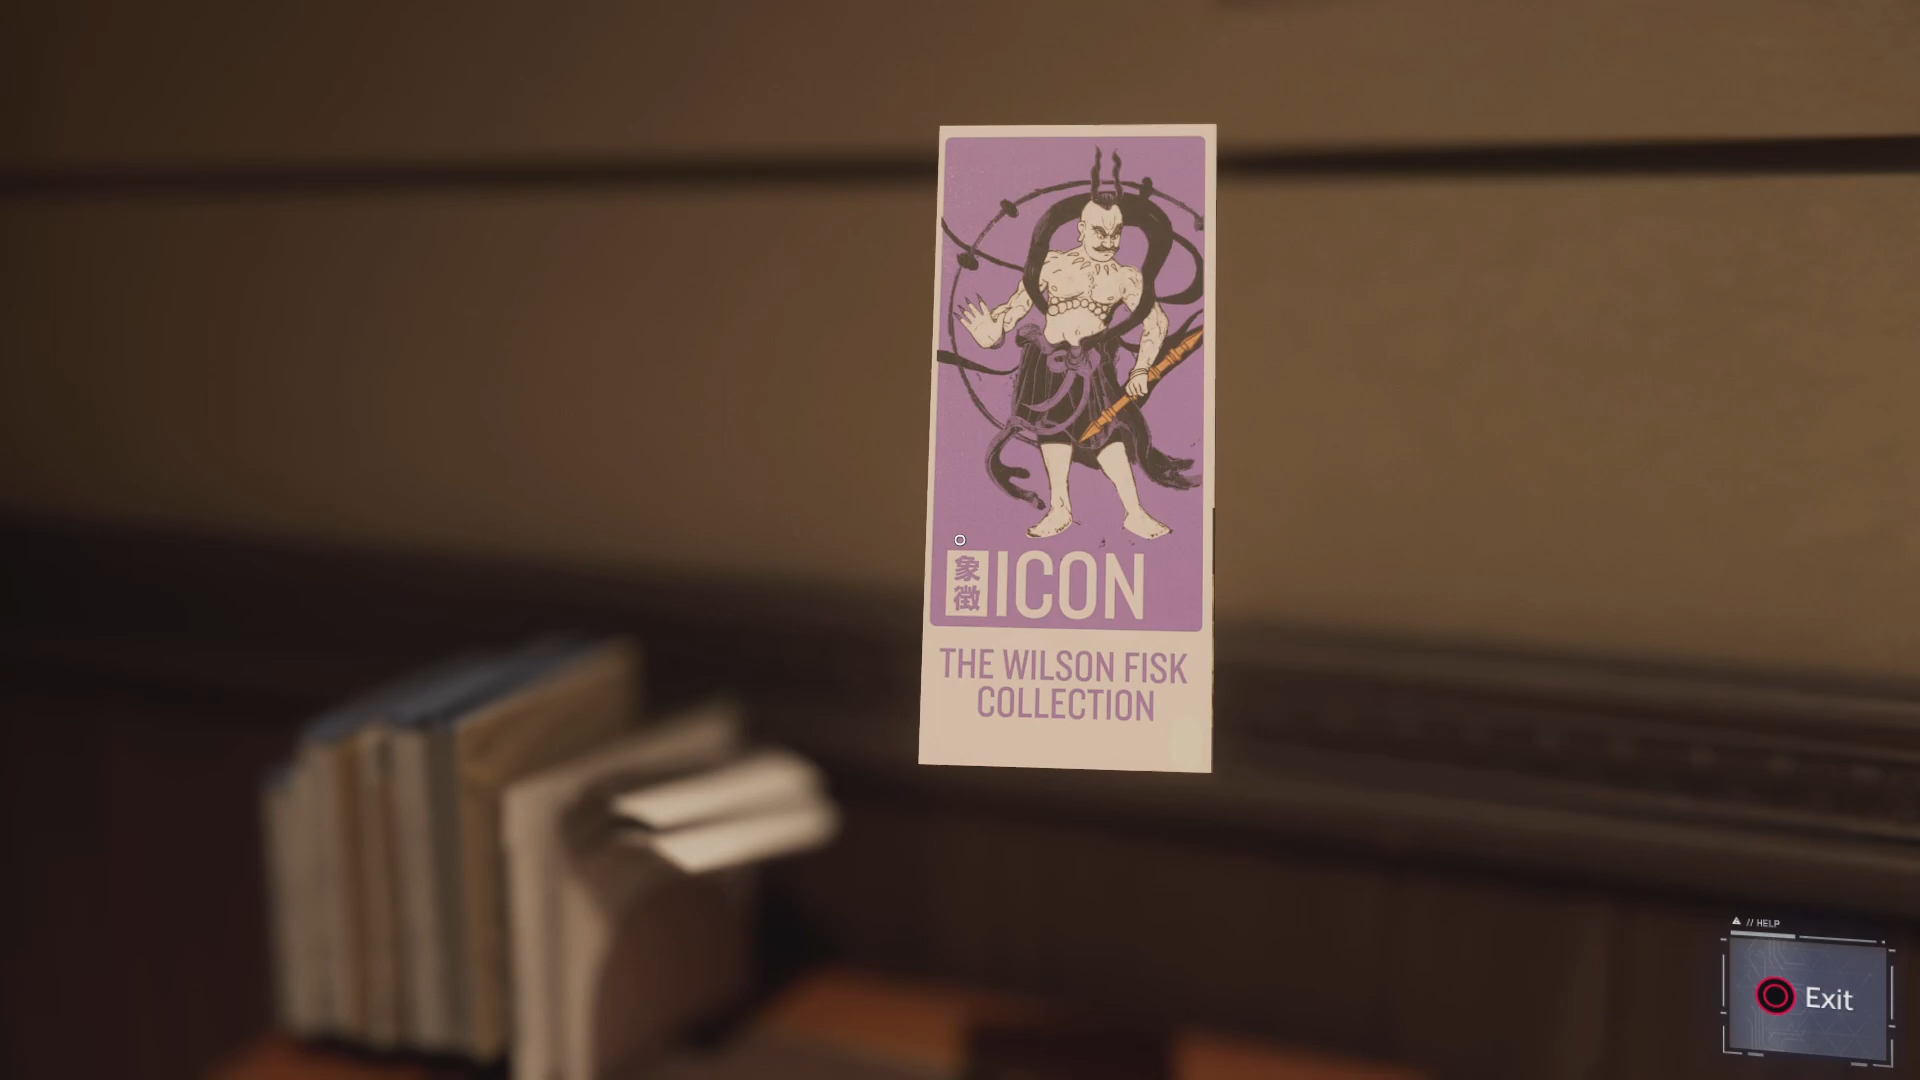 象徴
ICON
THE WILSON FISK
COLLECTION
// HELP
Exit